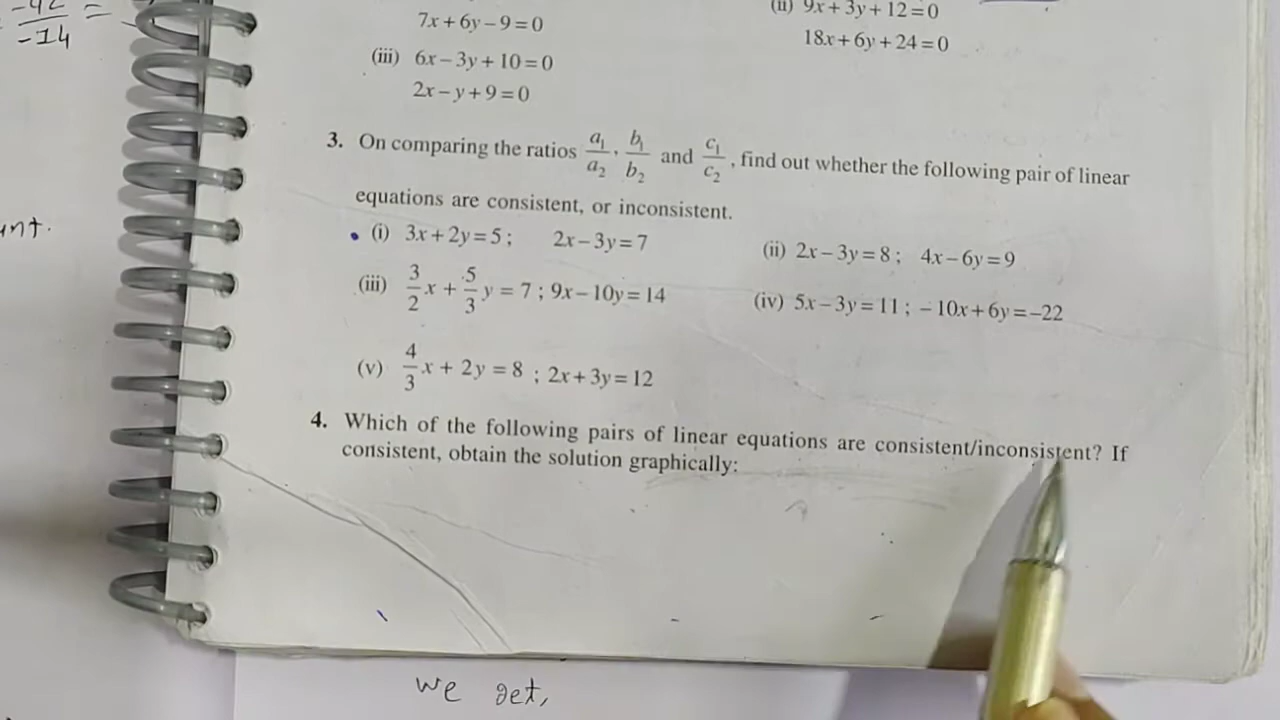 -42 =
-14
7x + 6y – 9 = 0
(ii) 9x + 3y + 12 = 0
18x + 6y + 24 = 0
(iii) 6x – 3y + 10 = 0
2x – y + 9 = 0
3. On comparing the ratios a₁/a₂, b₁/b₂ and c₁/c₂, find out whether the following pair of linear
equations are consistent, or inconsistent.
(i) 3x + 2y = 5 ; 2x – 3y = 7
(ii) 2x – 3y = 8 ; 4x – 6y = 9
(iii) 3/2 x + 5/3 y = 7 ; 9x – 10y = 14
(iv) 5x – 3y = 11 ; – 10x + 6y = –22
(v) 4/3 x + 2y = 8 ; 2x + 3y = 12
4. Which of the following pairs of linear equations are consistent/inconsistent? If
consistent, obtain the solution graphically:
we get,